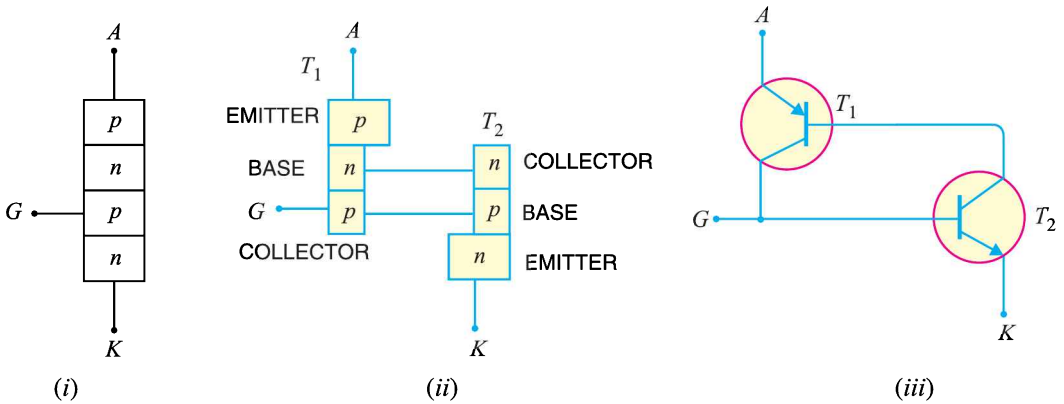 A
p
n
G
p
n
K
(i)
A
T1
EMITTER
p
T2
BASE
n
n
COLLECTOR
G
p
p
BASE
COLLECTOR
n
EMITTER
K
(ii)
A
T1
G
T2
K
(iii)